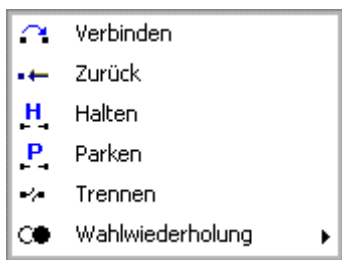 Verbinden
Zurück
H Halten
P Parken
Trennen
Wahlwiederholung